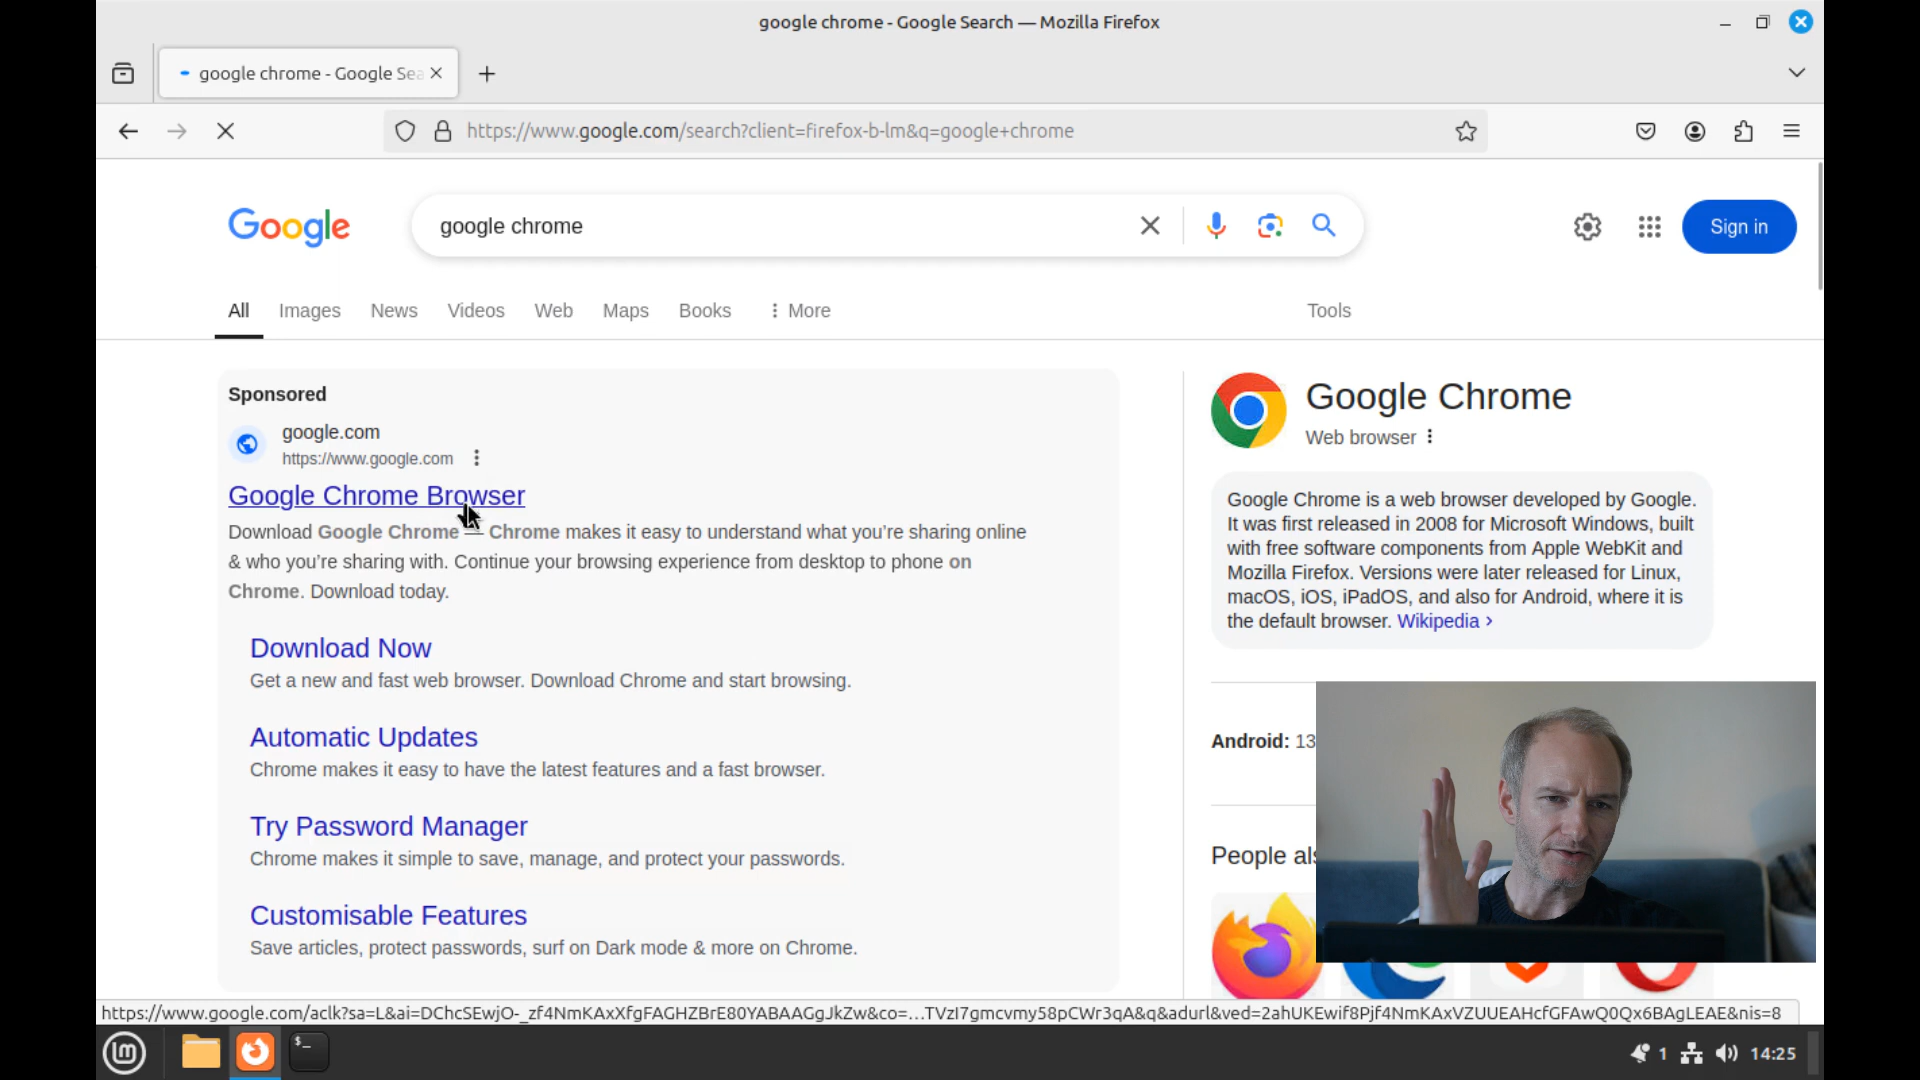 google chrome - Google Search — Mozilla Firefox
google chrome - Google Sea
https://www.google.com/search?client=firefox-b-lm&q=google+chrome
Google
google chrome
Sign in
All
Images
News
Videos
Web
Maps
Books
More
Tools
Sponsored
google.com
https://www.google.com
Google Chrome Browser
Download Google Chrome — Chrome makes it easy to understand what you're sharing online
& who you're sharing with. Continue your browsing experience from desktop to phone on
Chrome. Download today.
Download Now
Get a new and fast web browser. Download Chrome and start browsing.
Automatic Updates
Chrome makes it easy to have the latest features and a fast browser.
Try Password Manager
Chrome makes it simple to save, manage, and protect your passwords.
Customisable Features
Save articles, protect passwords, surf on Dark mode & more on Chrome.
Google Chrome
Web browser
Google Chrome is a web browser developed by Google.
It was first released in 2008 for Microsoft Windows, built
with free software components from Apple WebKit and
Mozilla Firefox. Versions were later released for Linux,
macOS, iOS, iPadOS, and also for Android, where it is
the default browser. Wikipedia ›
Android: 13
People als
https://www.google.com/aclk?sa=L&ai=DChcSEwjO-_zf4NmKAxXfgFAGHZBrE80YABAAGgJkZw&co=…TVzI7gmcvmy58pCWr3qA&q&adurl&ved=2ahUKEwif8Pjf4NmKAxVZUUEAHcfGFAwQ0Qx6BAgLEAE&nis=8
1
14:25